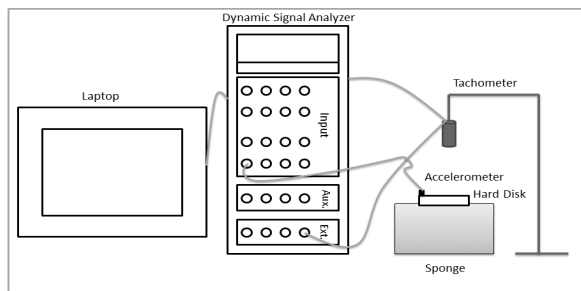 Dynamic Signal Analyzer
Laptop
Tachometer
Input
Accelerometer
Hard Disk
Aux.
Ext.
Sponge